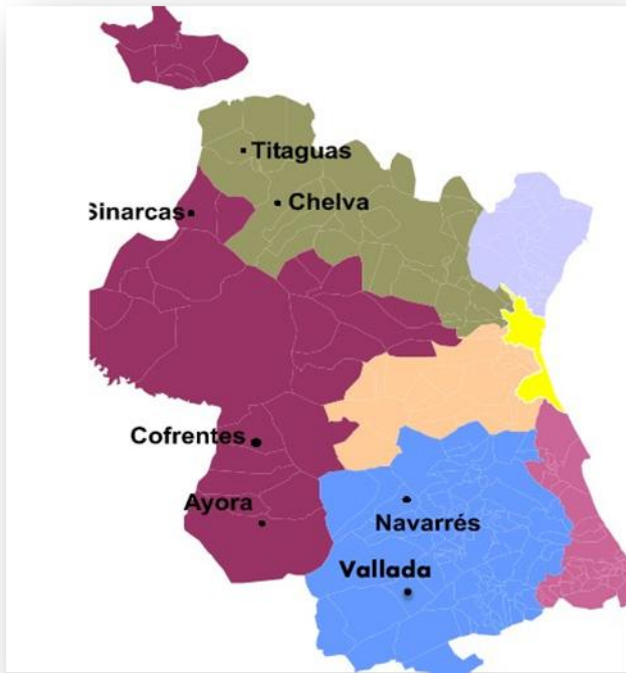 Titaguas
Chelva
Sinarcas
Cofrentes
Ayora
Navarrés
Vallada